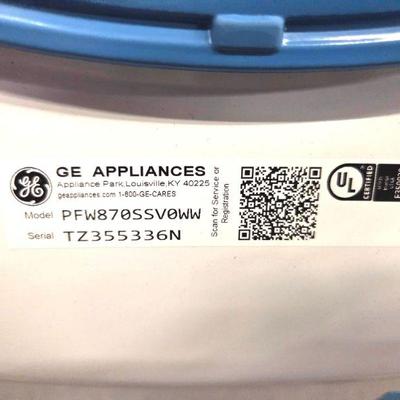 GE APPLIANCES
Appliance Park, Louisville, KY 40225
geappliances.com 1-800-GE-CARES
Model PFW870SSV0WW
Serial TZ355336N
Scan for Service or
Registration
UL
CERTIFIED